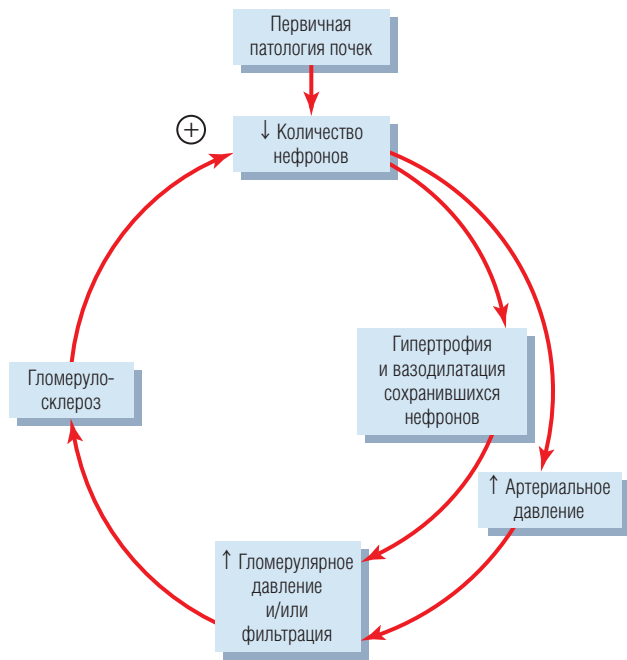 Первичная
патология почек
+
↓ Количество
нефронов
Гипертрофия
и вазодилатация
сохранившихся
нефронов
Гломеруло-
склероз
↑ Артериальное
давление
↑ Гломерулярное
давление
и/или
фильтрация